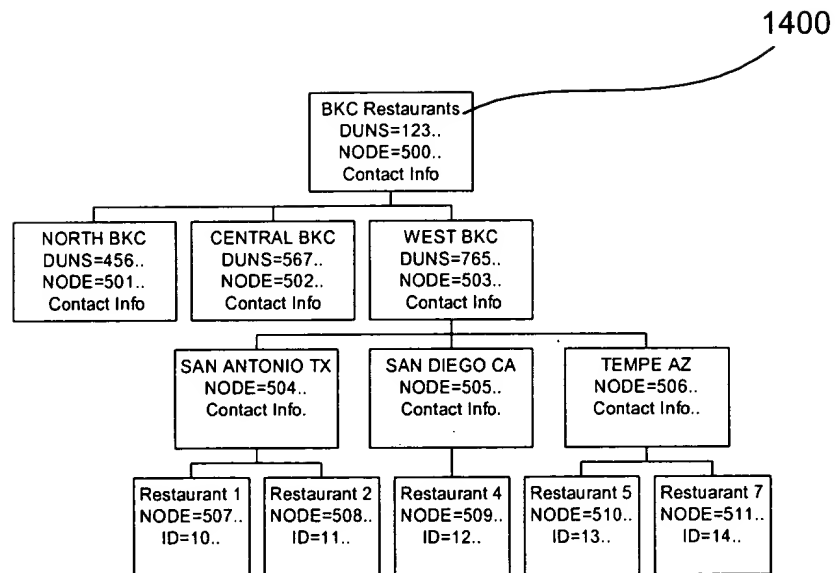 1400
BKC Restaurants
DUNS=123..
NODE=500..
Contact Info
NORTH BKC
DUNS=456..
NODE=501..
Contact Info
CENTRAL BKC
DUNS=567..
NODE=502..
Contact Info
WEST BKC
DUNS=765..
NODE=503..
Contact Info
SAN ANTONIO TX
NODE=504..
Contact Info.
SAN DIEGO CA
NODE=505..
Contact Info.
TEMPE AZ
NODE=506..
Contact Info..
Restaurant 1
NODE=507..
ID=10..
Restaurant 2
NODE=508..
ID=11..
Restaurant 4
NODE=509..
ID=12..
Restaurant 5
NODE=510..
ID=13..
Restuarant 7
NODE=511..
ID=14..